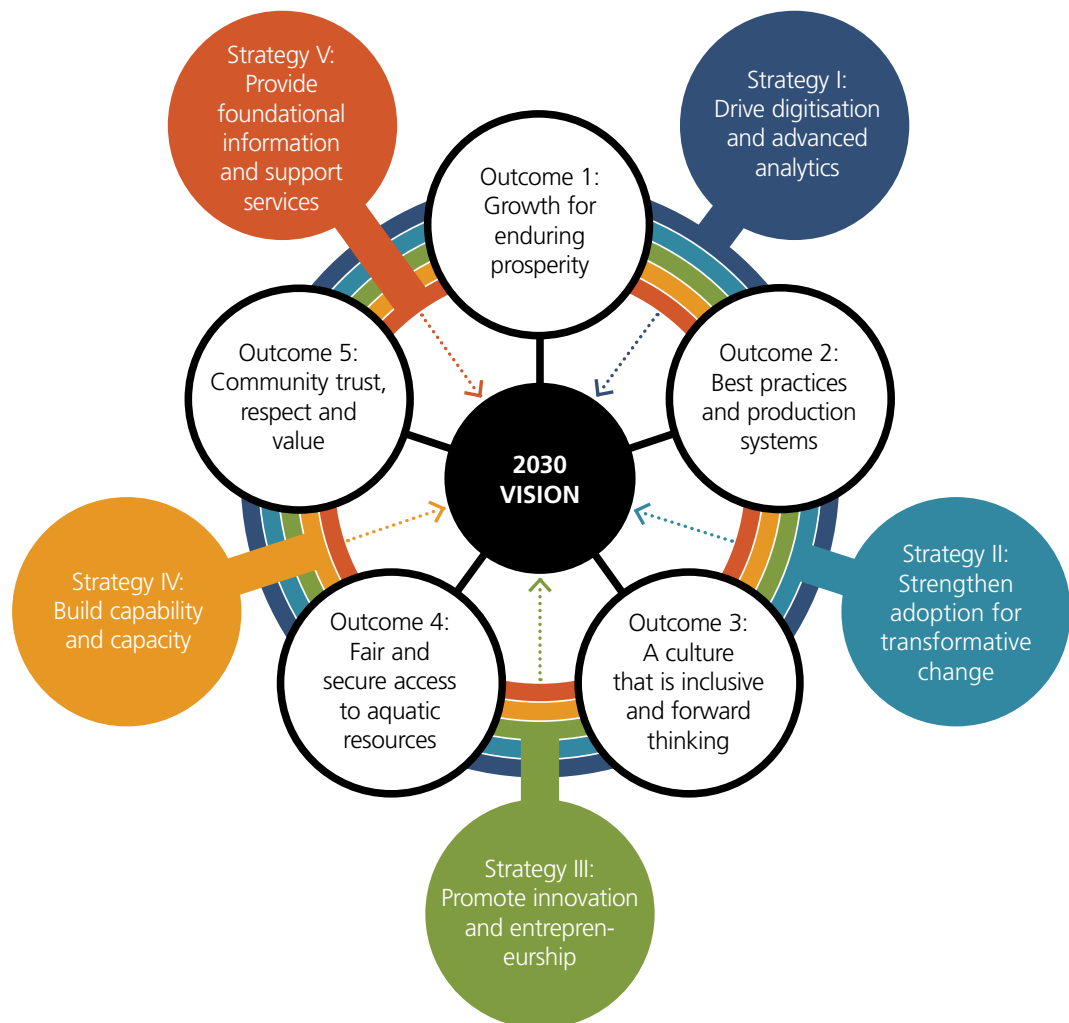 Strategy V:
Provide
foundational
information
and support
services
Strategy I:
Drive digitisation
and advanced
analytics
Outcome 1:
Growth for
enduring
prosperity
Outcome 5:
Community trust,
respect and
value
Outcome 2:
Best practices
and production
systems
2030
VISION
Strategy IV:
Build capability
and capacity
Strategy II:
Strengthen
adoption for
transformative
change
Outcome 4:
Fair and
secure access
to aquatic
resources
Outcome 3:
A culture
that is inclusive
and forward
thinking
Strategy III:
Promote innovation
and entrepren-
eurship